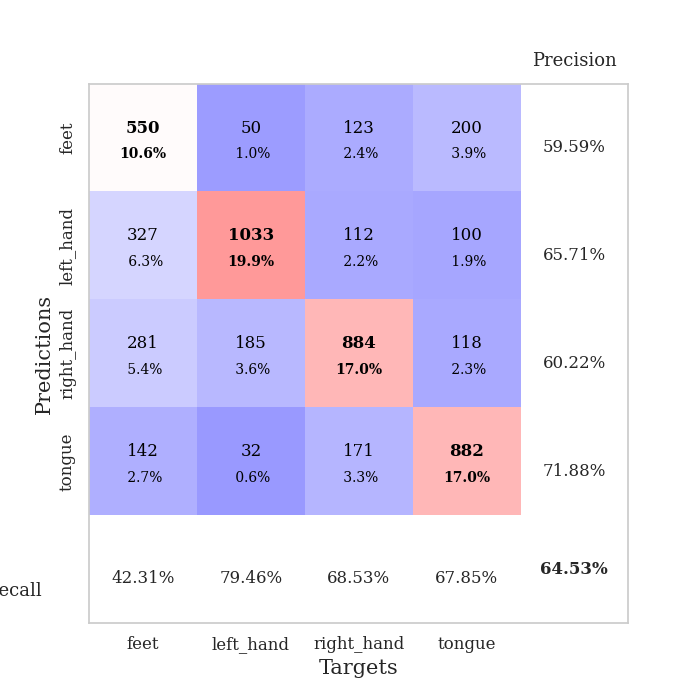 Precision
feet
550 50 123 200
10.6% 1.0% 2.4% 3.9%
59.59%
left_hand
327 1033 112 100
6.3% 19.9% 2.2% 1.9%
65.71%
right_hand
281 185 884 118
5.4% 3.6% 17.0% 2.3%
60.22%
tongue
142 32 171 882
2.7% 0.6% 3.3% 17.0%
71.88%
Predictions
ecall
42.31% 79.46% 68.53% 67.85% 64.53%
feet left_hand right_hand tongue
Targets